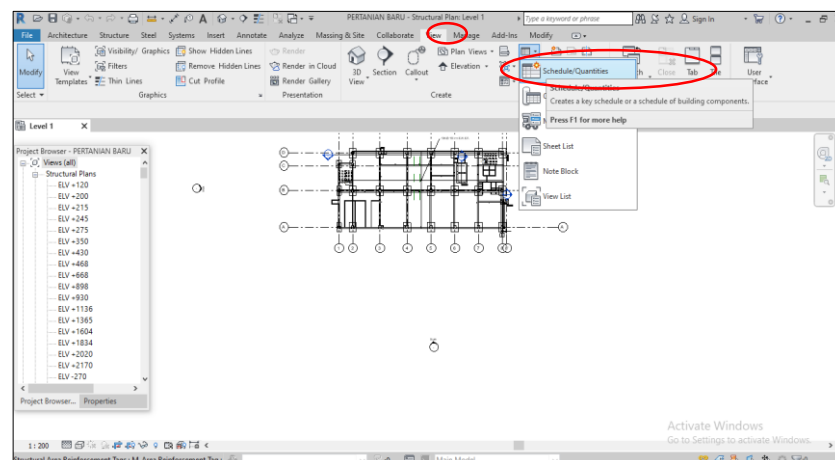 PERTANIAN BARU - Structural Plan: Level 1
Type a keyword or phrase
Sign In
File Architecture Structure Steel Systems Insert Annotate Analyze Massing & Site Collaborate View Manage Add-Ins Modify
Modify
View Templates
Visibility/ Graphics
Filters
Thin Lines
Show Hidden Lines
Remove Hidden Lines
Cut Profile
Render
Render in Cloud
Render Gallery
3D View
Section
Callout
Plan Views
Elevation
Close
Tab
User
Select
Graphics
Presentation
Create
Schedule/Quantities
Schedule/Quantities
Creates a key schedule or a schedule of building components.
Press F1 for more help
Sheet List
Note Block
View List
Level 1 X
Project Browser - PERTANIAN BARU X
Views (all)
Structural Plans
ELV +120
ELV +200
ELV +215
ELV +245
ELV +275
ELV +350
ELV +430
ELV +468
ELV +668
ELV +898
ELV +930
ELV +1136
ELV +1365
ELV +1604
ELV +1834
ELV +2020
ELV +2170
ELV -270
Project Browser... Properties
1 : 200
Activate Windows
Go to Settings to activate Windows.
Main Model